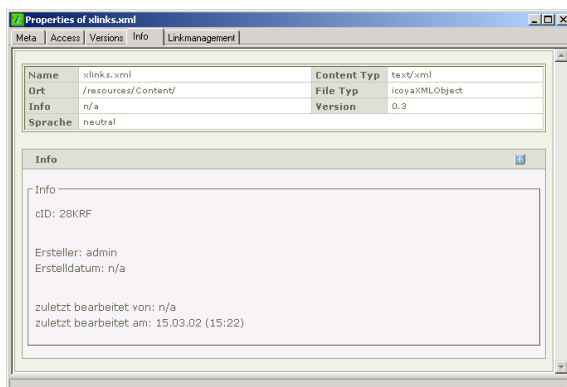 Properties of xlinks.xml
Meta Access Versions Info Linkmanagement
Name xlinks.xml Content Typ text/xml
Ort /resources/Content/ File Typ icoyaXMLObject
Info n/a Version 0.3
Sprache neutral
Info
Info
cID: 28KRF
Ersteller: admin
Erstelldatum: n/a
zuletzt bearbeitet von: n/a
zuletzt bearbeitet am: 15.03.02 (15:22)